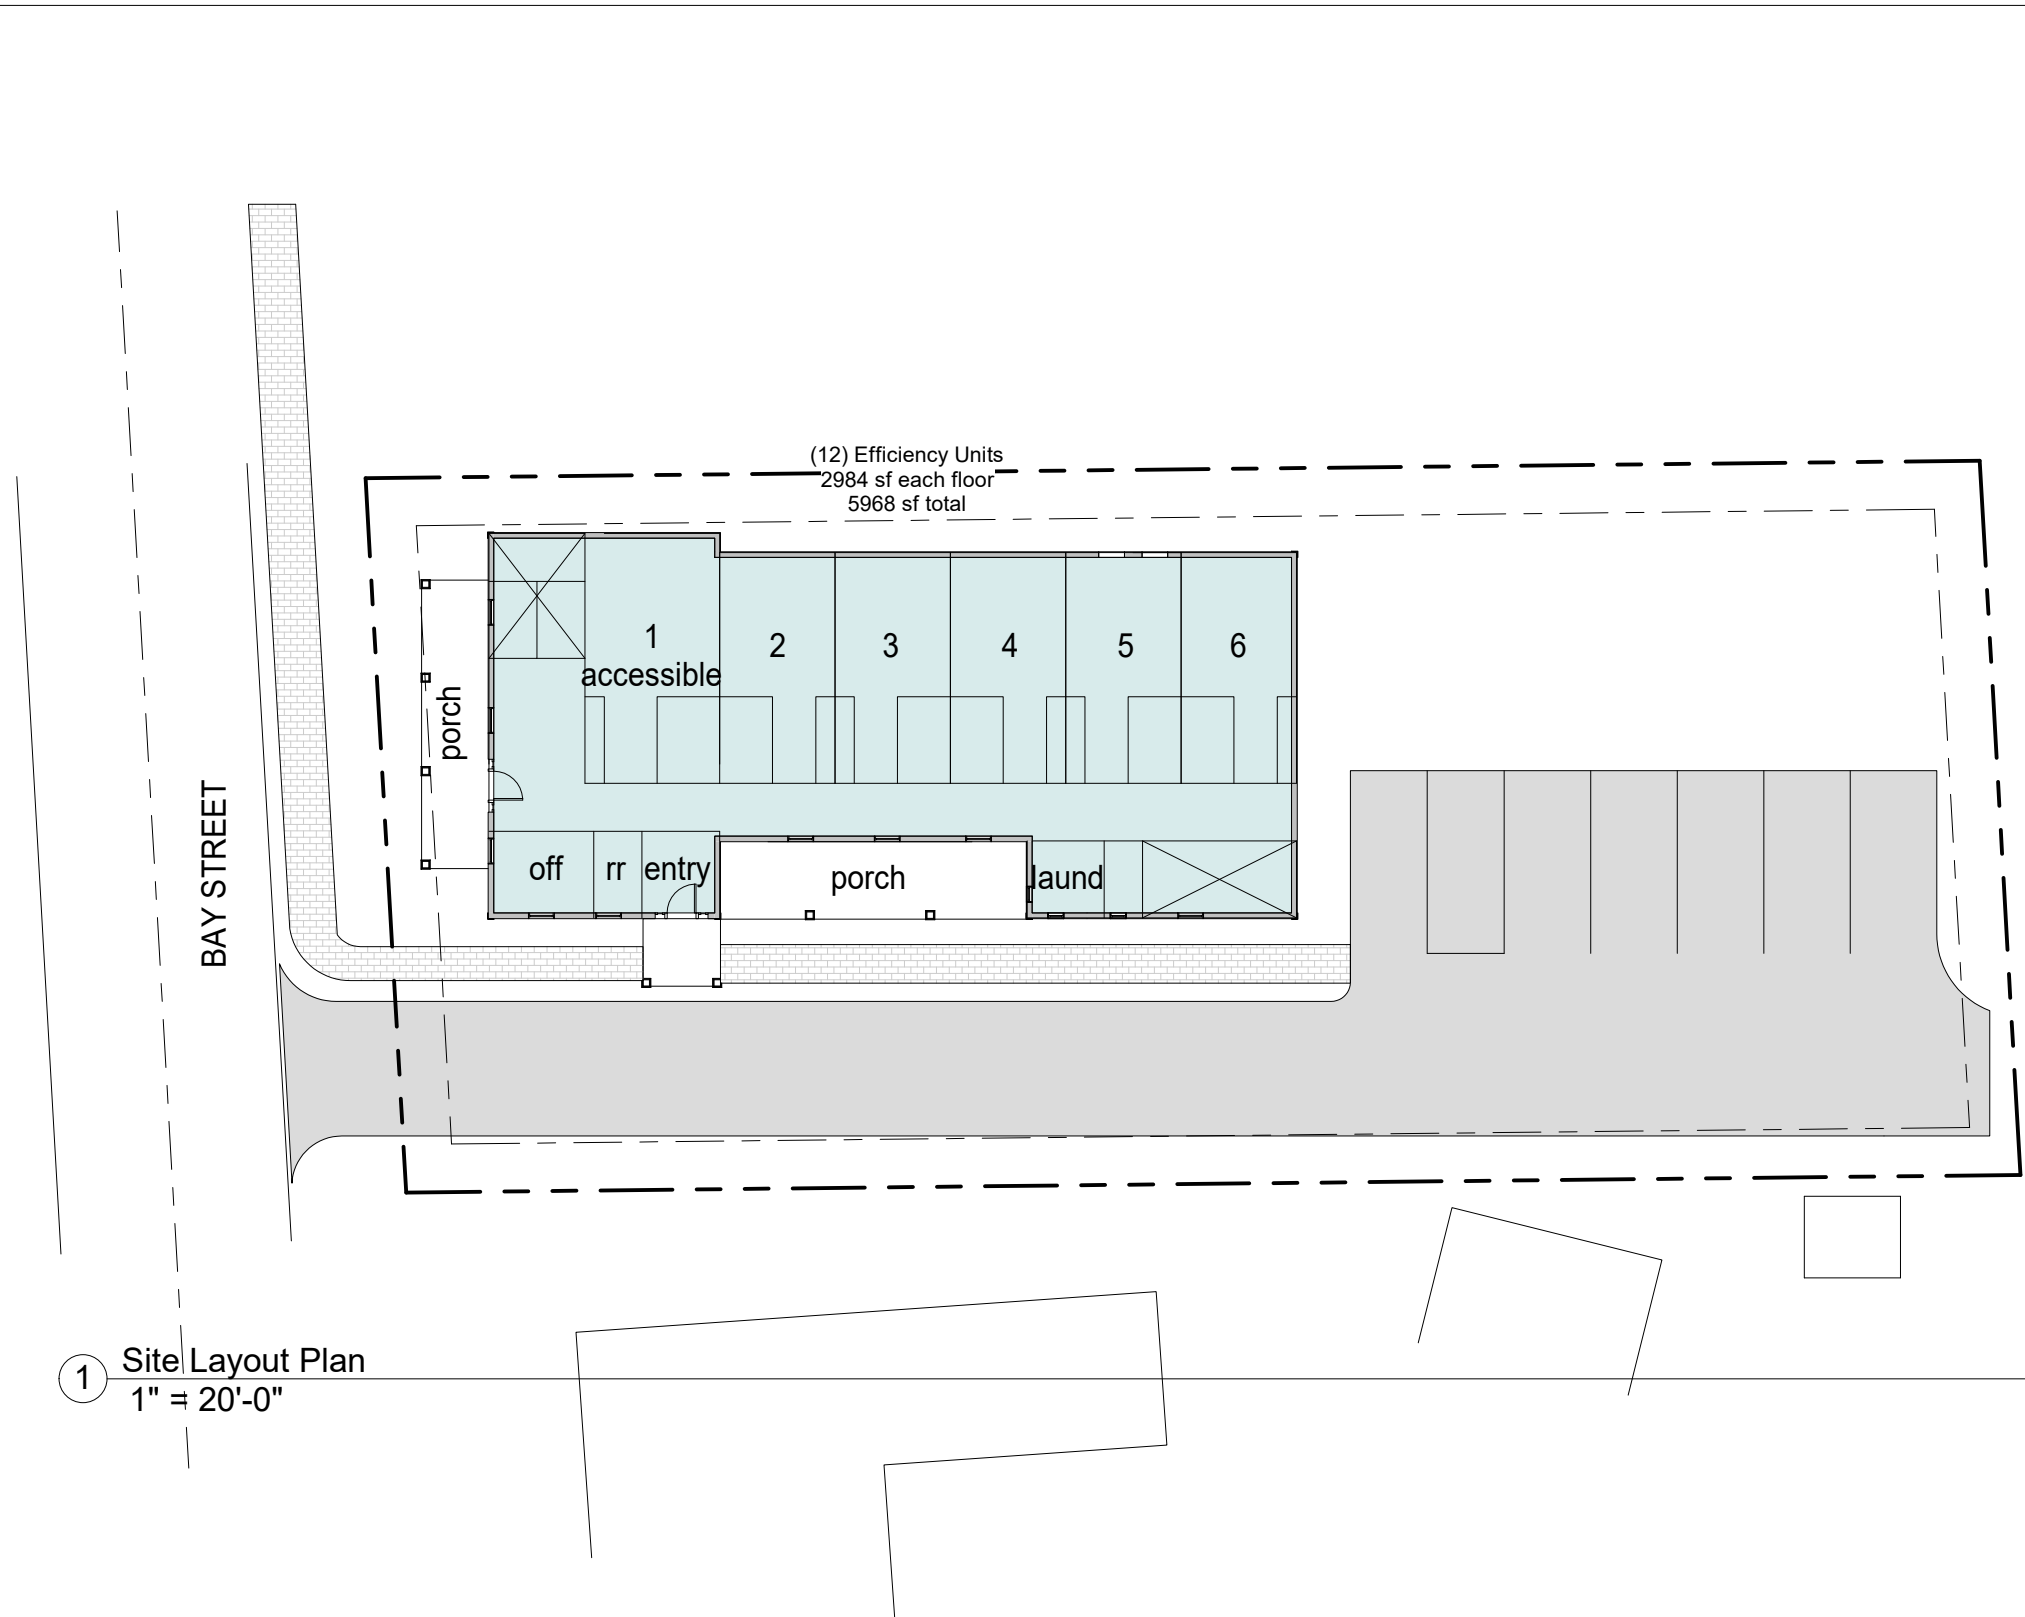 (12) Efficiency Units
2984 sf each floor
5968 sf total
1
accessible
2
3
4
5
6
porch
off
rr
entry
porch
laund
BAY STREET
1
Site Layout Plan
1" = 20'-0"